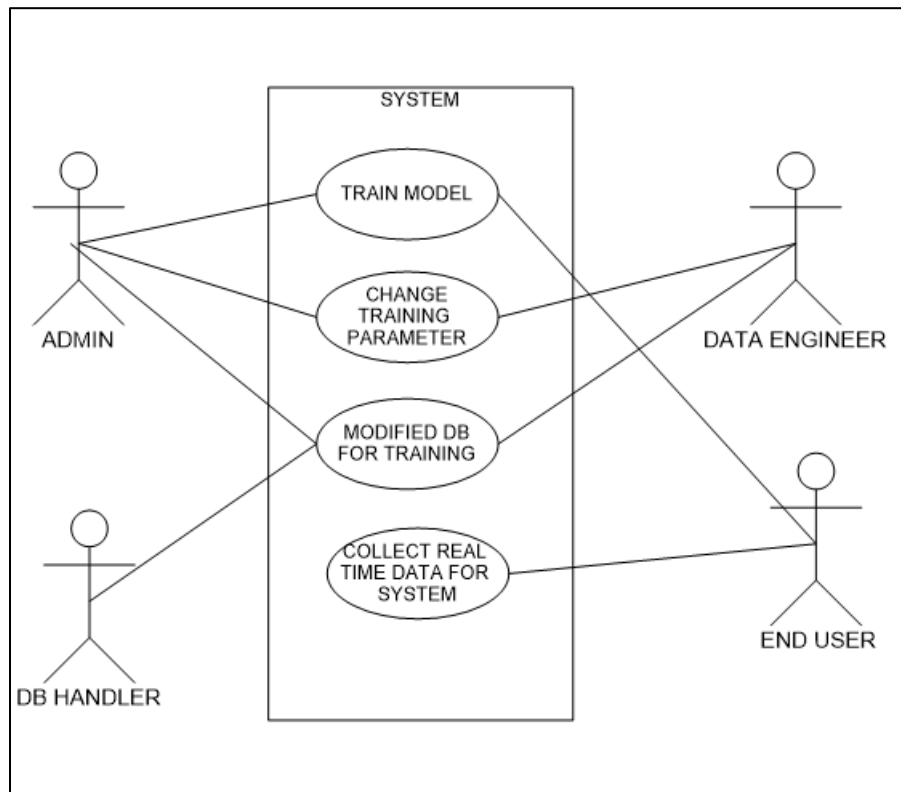 SYSTEM
TRAIN MODEL
CHANGE
TRAINING
PARAMETER
ADMIN
DATA ENGINEER
MODIFIED DB
FOR TRAINING
COLLECT REAL
TIME DATA FOR
SYSTEM
END USER
DB HANDLER